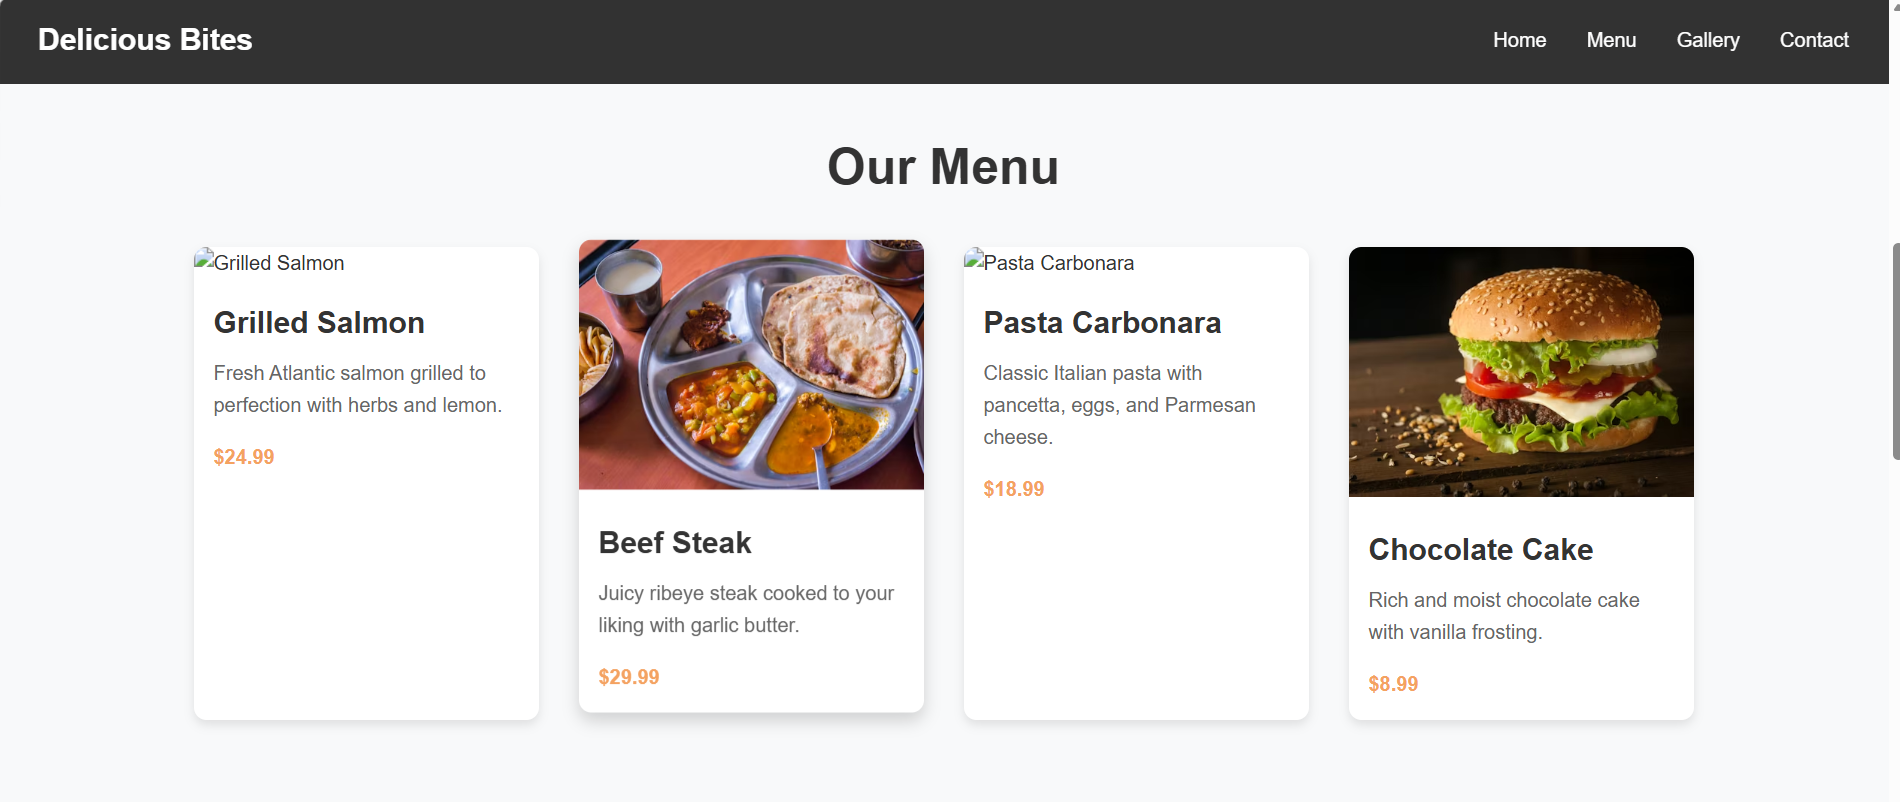 Delicious Bites
Home Menu Gallery Contact
Our Menu
Grilled Salmon
Grilled Salmon
Fresh Atlantic salmon grilled to
perfection with herbs and lemon.
$24.99
Beef Steak
Juicy ribeye steak cooked to your
liking with garlic butter.
$29.99
Pasta Carbonara
Pasta Carbonara
Classic Italian pasta with
pancetta, eggs, and Parmesan
cheese.
$18.99
Chocolate Cake
Rich and moist chocolate cake
with vanilla frosting.
$8.99